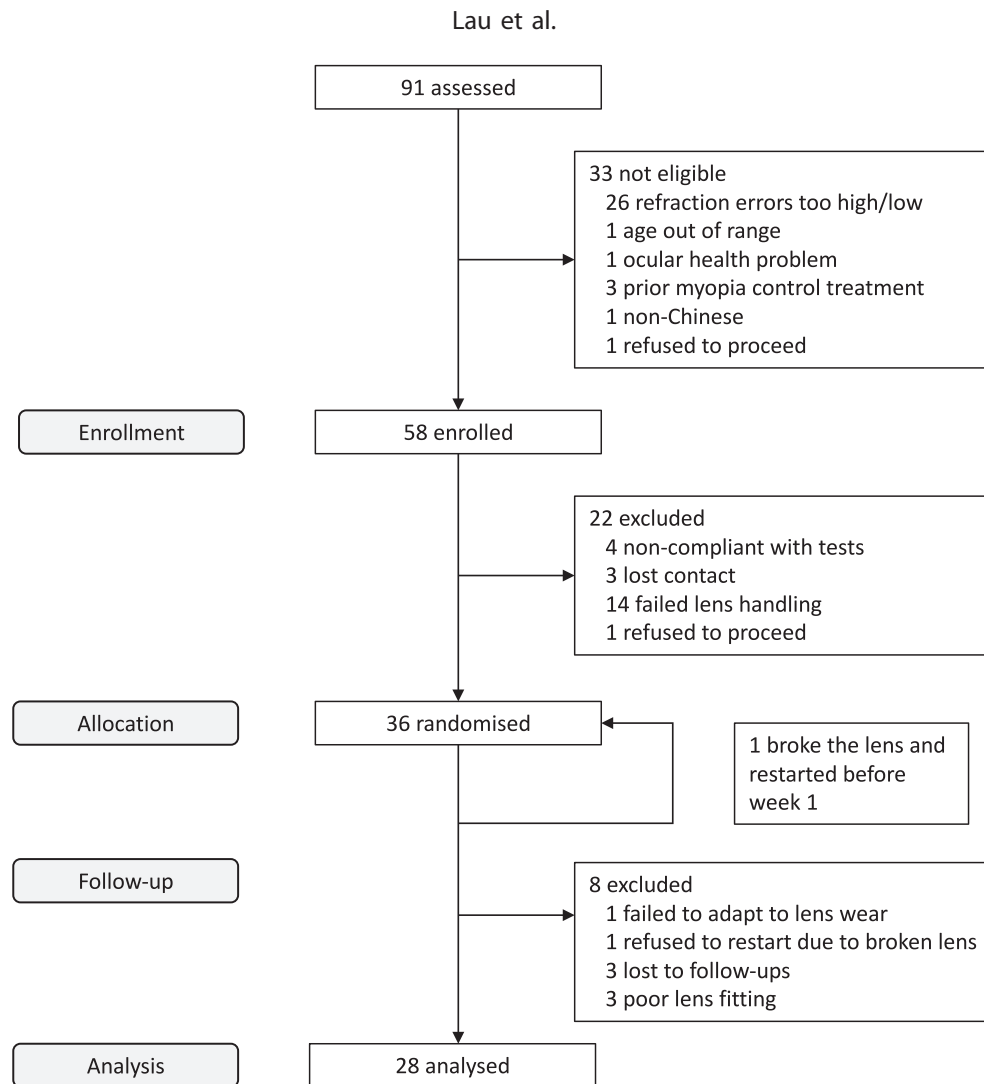 Lau et al.
91 assessed
33 not eligible
26 refraction errors too high/low
1 age out of range
1 ocular health problem
3 prior myopia control treatment
1 non-Chinese
1 refused to proceed
Enrollment
58 enrolled
22 excluded
4 non-compliant with tests
3 lost contact
14 failed lens handling
1 refused to proceed
Allocation
36 randomised
1 broke the lens and
restarted before
week 1
Follow-up
8 excluded
1 failed to adapt to lens wear
1 refused to restart due to broken lens
3 lost to follow-ups
3 poor lens fitting
Analysis
28 analysed